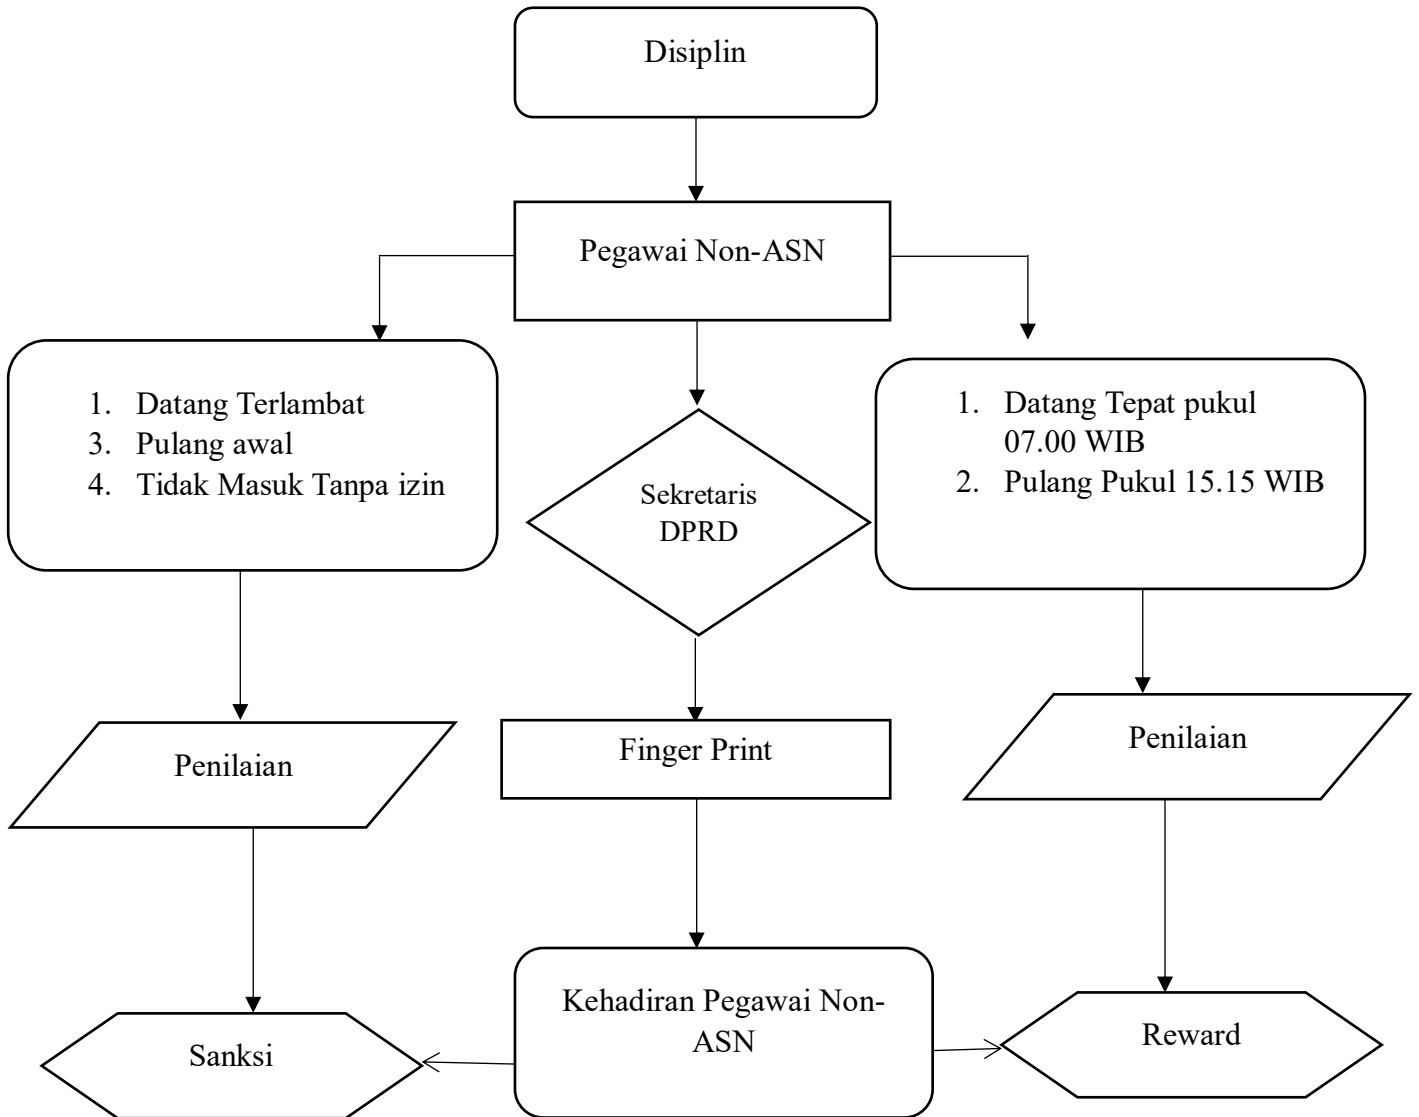 Disiplin
Pegawai Non-ASN
1. Datang Terlambat
3. Pulang awal
4. Tidak Masuk Tanpa izin
Sekretaris
DPRD
1. Datang Tepat pukul
07.00 WIB
2. Pulang Pukul 15.15 WIB
Penilaian
Finger Print
Penilaian
Sanksi
Kehadiran Pegawai Non-
ASN
Reward